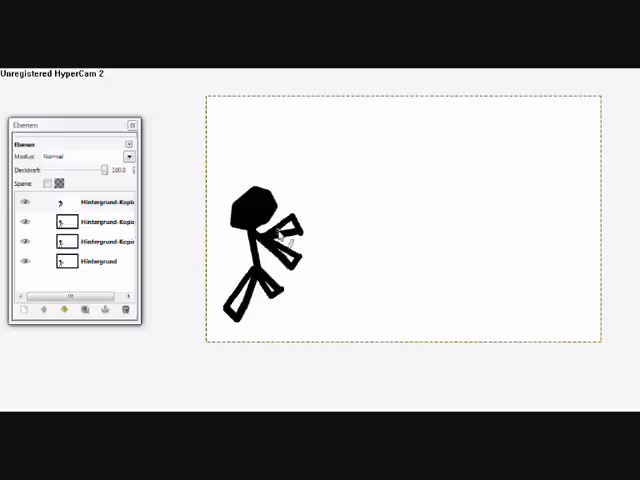 Unregistered HyperCam 2
Ebenen
Ebenen
Modus: Normal
Deckkraft: 100,0
Sperre:
Hintergrund-Kopie
Hintergrund-Kopie
Hintergrund-Kopie
Hintergrund